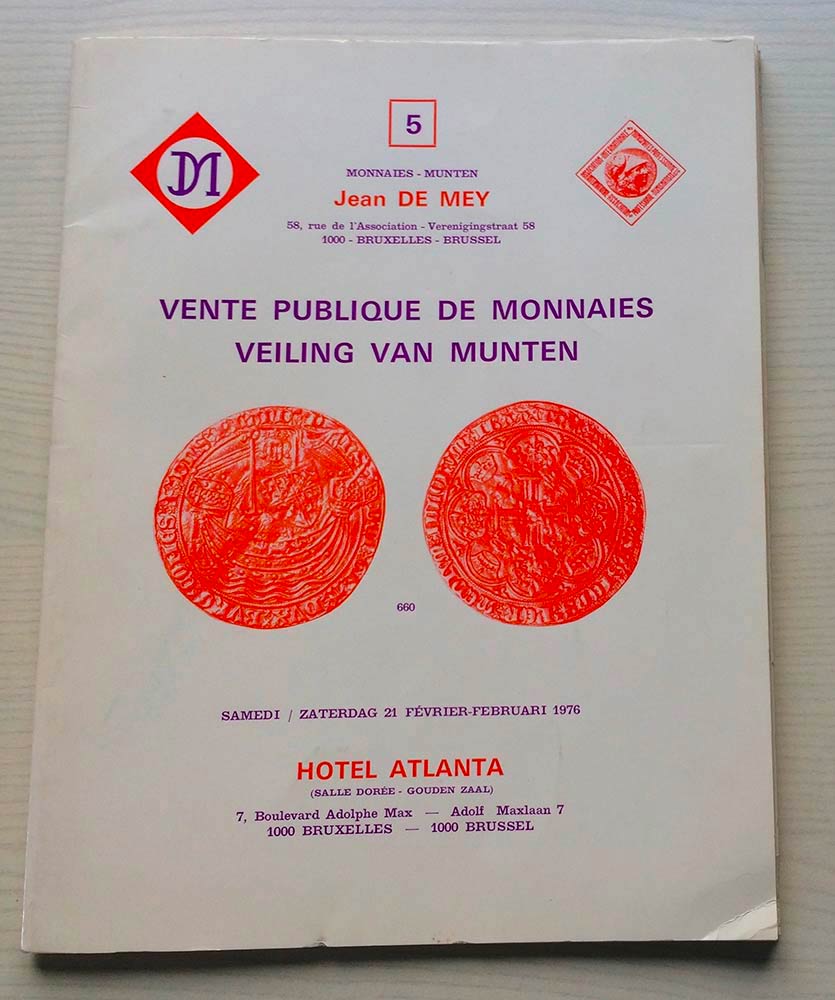 5
DM
MONNAIES - MUNTEN
Jean DE MEY
58, rue de l'Association - Verenigingstraat 58
1000 - BRUXELLES - BRUSSEL
VENTE PUBLIQUE DE MONNAIES
VEILING VAN MUNTEN
660
SAMEDI / ZATERDAG 21 FÉVRIER-FEBRUARI 1976
HOTEL ATLANTA
(SALLE DORÉE - GOUDEN ZAAL)
7, Boulevard Adolphe Max — Adolf Maxlaan 7
1000 BRUXELLES — 1000 BRUSSEL